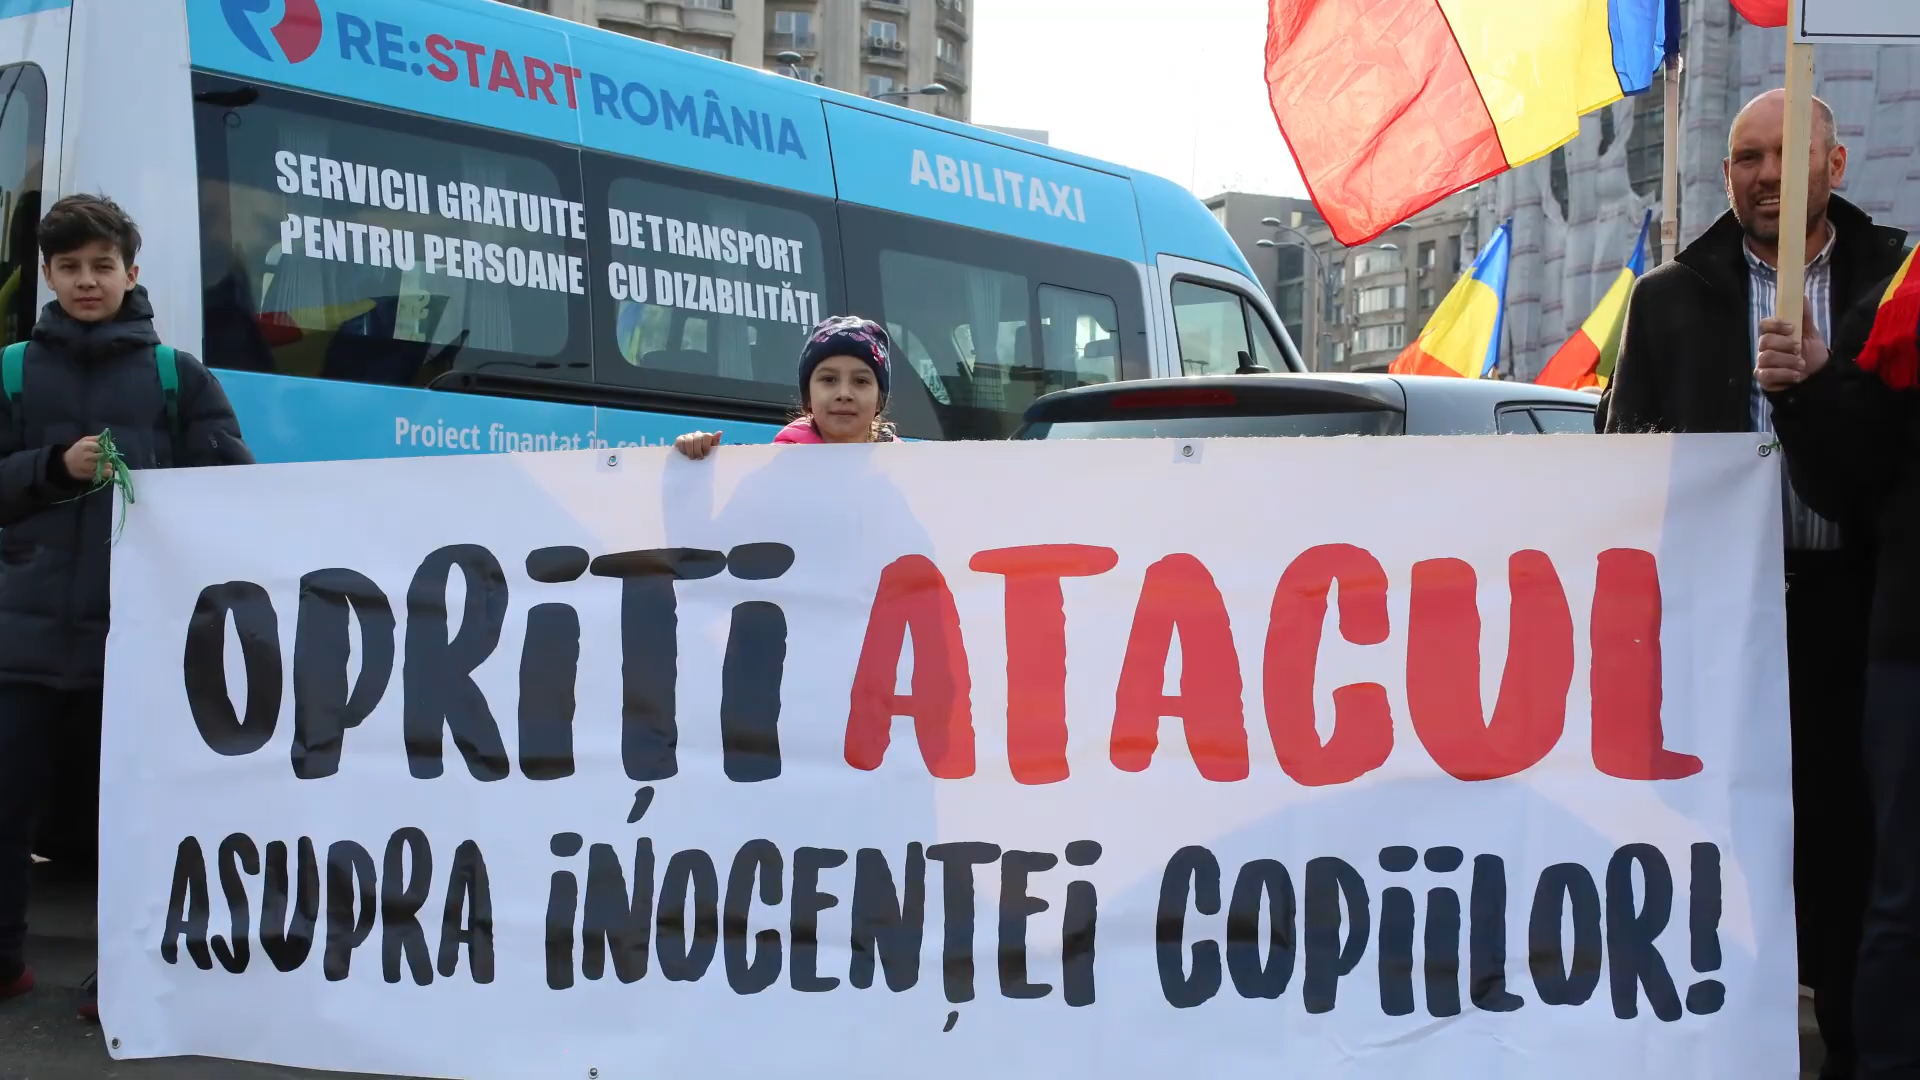 RE:START ROMÂNIA
ABILITAXI
SERVICII GRATUITE DE TRANSPORT
PENTRU PERSOANE CU DIZABILITĂȚI
Proiect finanțat în
OPRIȚI ATACUL
ASUPRA INOCENȚEI COPIILOR!